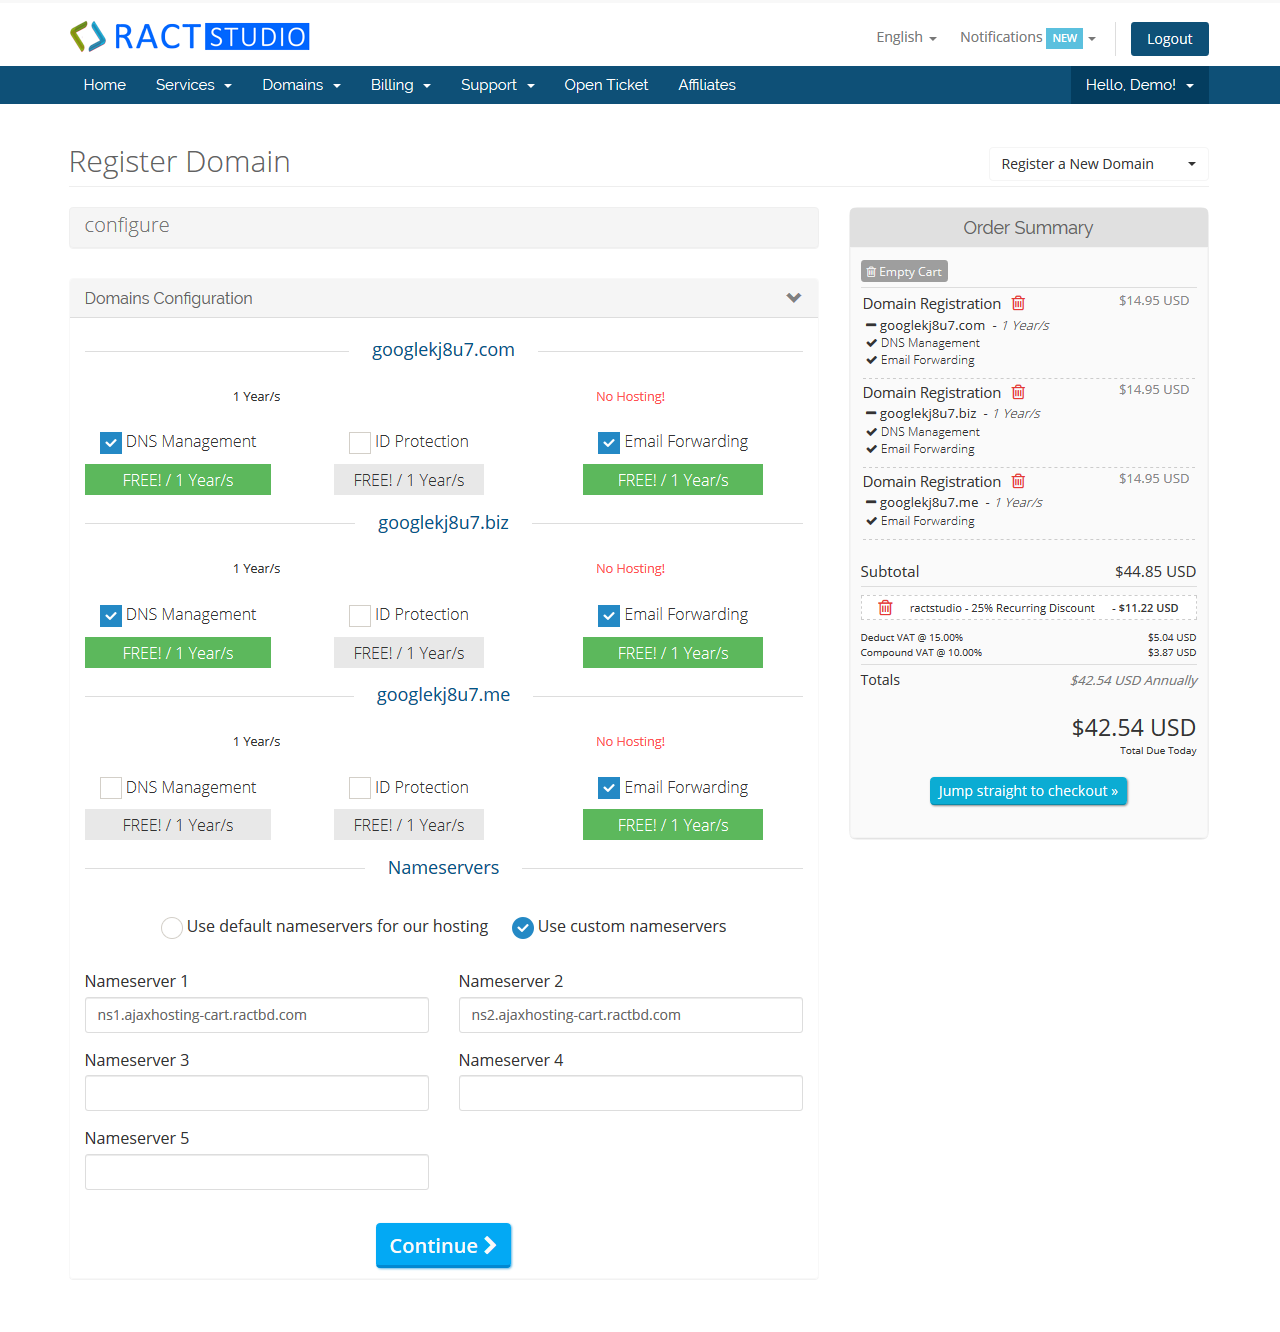 RACT STUDIO
English
Notifications NEW
Logout
Home Services Domains Billing Support Open Ticket Affiliates
Hello, Demo!
Register Domain
Register a New Domain
configure
Domains Configuration
googlekj8u7.com
1 Year/s
No Hosting!
DNS Management
ID Protection
Email Forwarding
FREE! / 1 Year/s
FREE! / 1 Year/s
FREE! / 1 Year/s
googlekj8u7.biz
1 Year/s
No Hosting!
DNS Management
ID Protection
Email Forwarding
FREE! / 1 Year/s
FREE! / 1 Year/s
FREE! / 1 Year/s
googlekj8u7.me
1 Year/s
No Hosting!
DNS Management
ID Protection
Email Forwarding
FREE! / 1 Year/s
FREE! / 1 Year/s
FREE! / 1 Year/s
Nameservers
Use default nameservers for our hosting
Use custom nameservers
Nameserver 1
Nameserver 2
ns1.ajaxhosting-cart.ractbd.com
ns2.ajaxhosting-cart.ractbd.com
Nameserver 3
Nameserver 4
Nameserver 5
Continue
Order Summary
Empty Cart
Domain Registration $14.95 USD
googlekj8u7.com - 1 Year/s
DNS Management
Email Forwarding
Domain Registration $14.95 USD
googlekj8u7.biz - 1 Year/s
DNS Management
Email Forwarding
Domain Registration $14.95 USD
googlekj8u7.me - 1 Year/s
Email Forwarding
Subtotal $44.85 USD
ractstudio - 25% Recurring Discount - $11.22 USD
Deduct VAT @ 15.00% $5.04 USD
Compound VAT @ 10.00% $3.87 USD
Totals $42.54 USD Annually
$42.54 USD
Total Due Today
Jump straight to checkout »